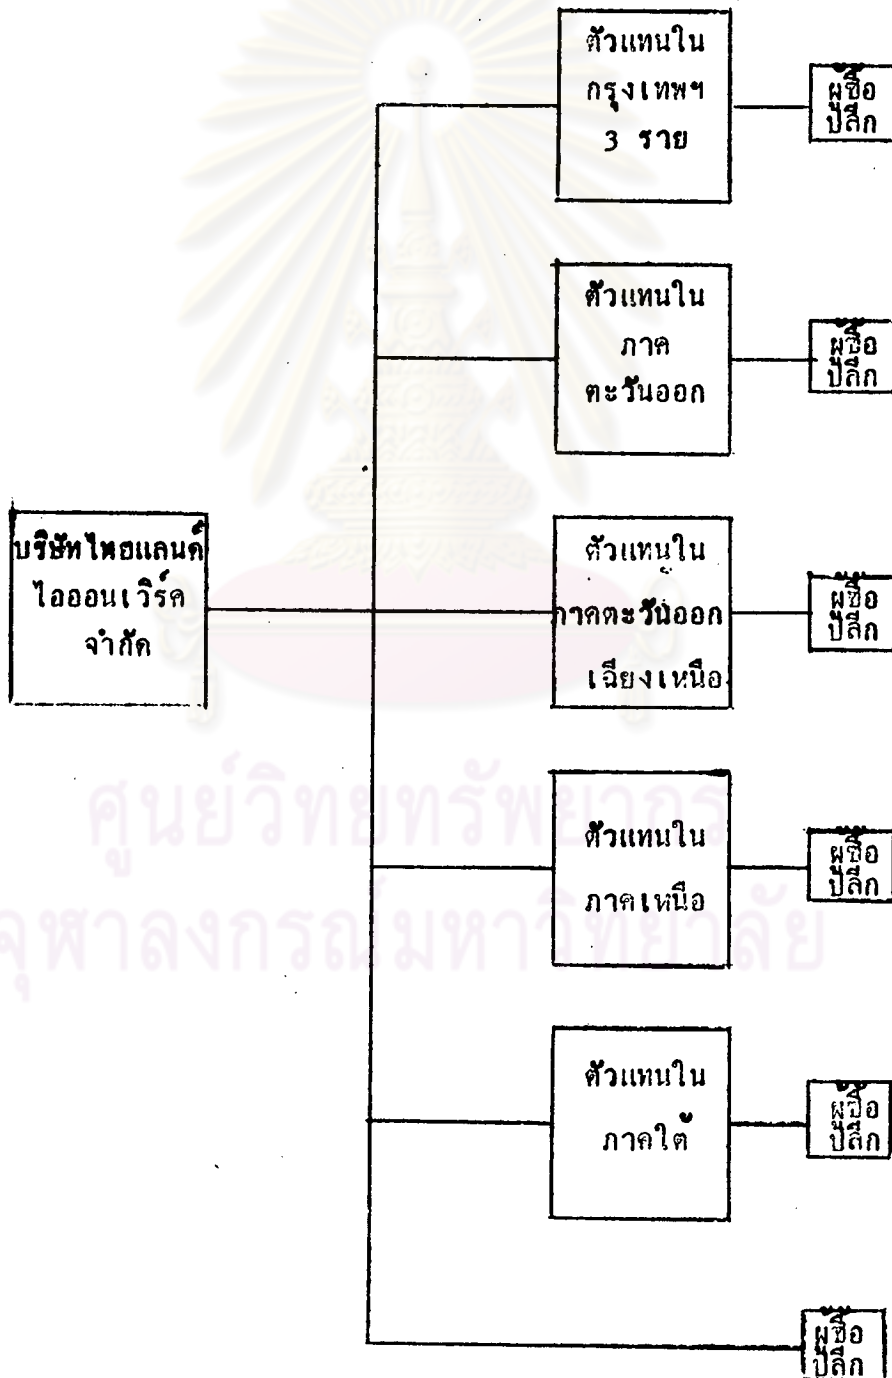 ตัวแทนใน
กรุงเทพฯ
3 ราย
ผู้ซื้อ
ปลีก
ตัวแทนใน
ภาค
ตะวันออก
ผู้ซื้อ
ปลีก
บริษัทไทยแลนด์
ไอออนเวิร์ค
จำกัด
ตัวแทนใน
ภาคตะวันออก
เฉียงเหนือ
ผู้ซื้อ
ปลีก
ตัวแทนใน
ภาคเหนือ
ผู้ซื้อ
ปลีก
ตัวแทนใน
ภาคใต้
ผู้ซื้อ
ปลีก
ผู้ซื้อ
ปลีก
ศูนย์วิทยทรัพยากร
จุฬาลงกรณ์มหาวิทยาลัย